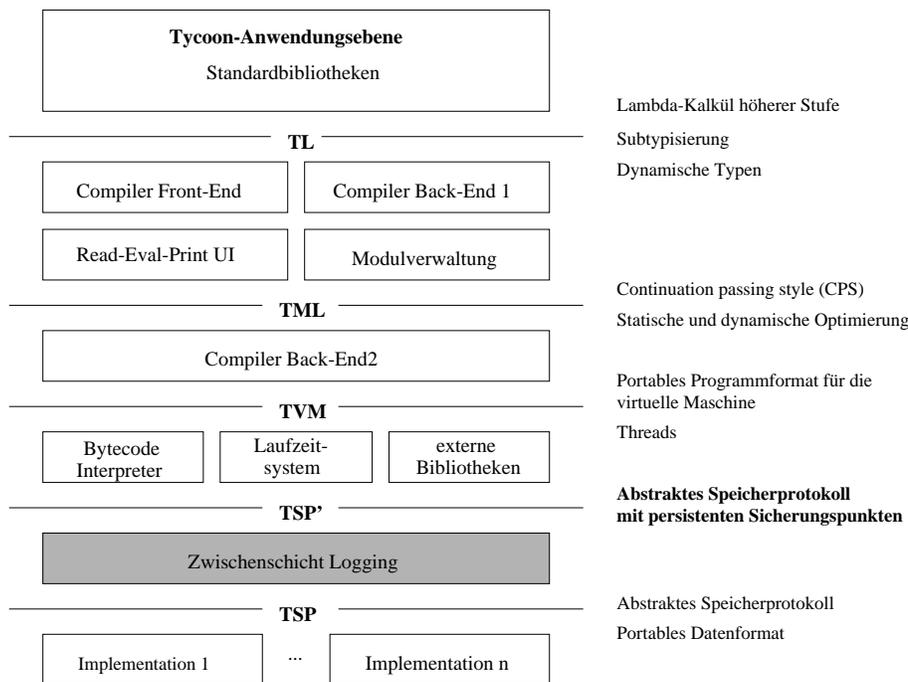 Tycoon-Anwendungsebene
Standardbibliotheken
Lambda-Kalkül höherer Stufe
TL
Subtypisierung
Dynamische Typen
Compiler Front-End
Compiler Back-End 1
Read-Eval-Print UI
Modulverwaltung
Continuation passing style (CPS)
TML
Statische und dynamische Optimierung
Compiler Back-End2
Portables Programmformat für die
virtuelle Maschine
TVM
Threads
Bytecode
Interpreter
Laufzeit-
system
externe
Bibliotheken
Abstraktes Speicherprotokoll
mit persistenten Sicherungspunkten
TSP’
Zwischenschicht Logging
Abstraktes Speicherprotokoll
TSP
Portables Datenformat
Implementation 1
...
Implementation n